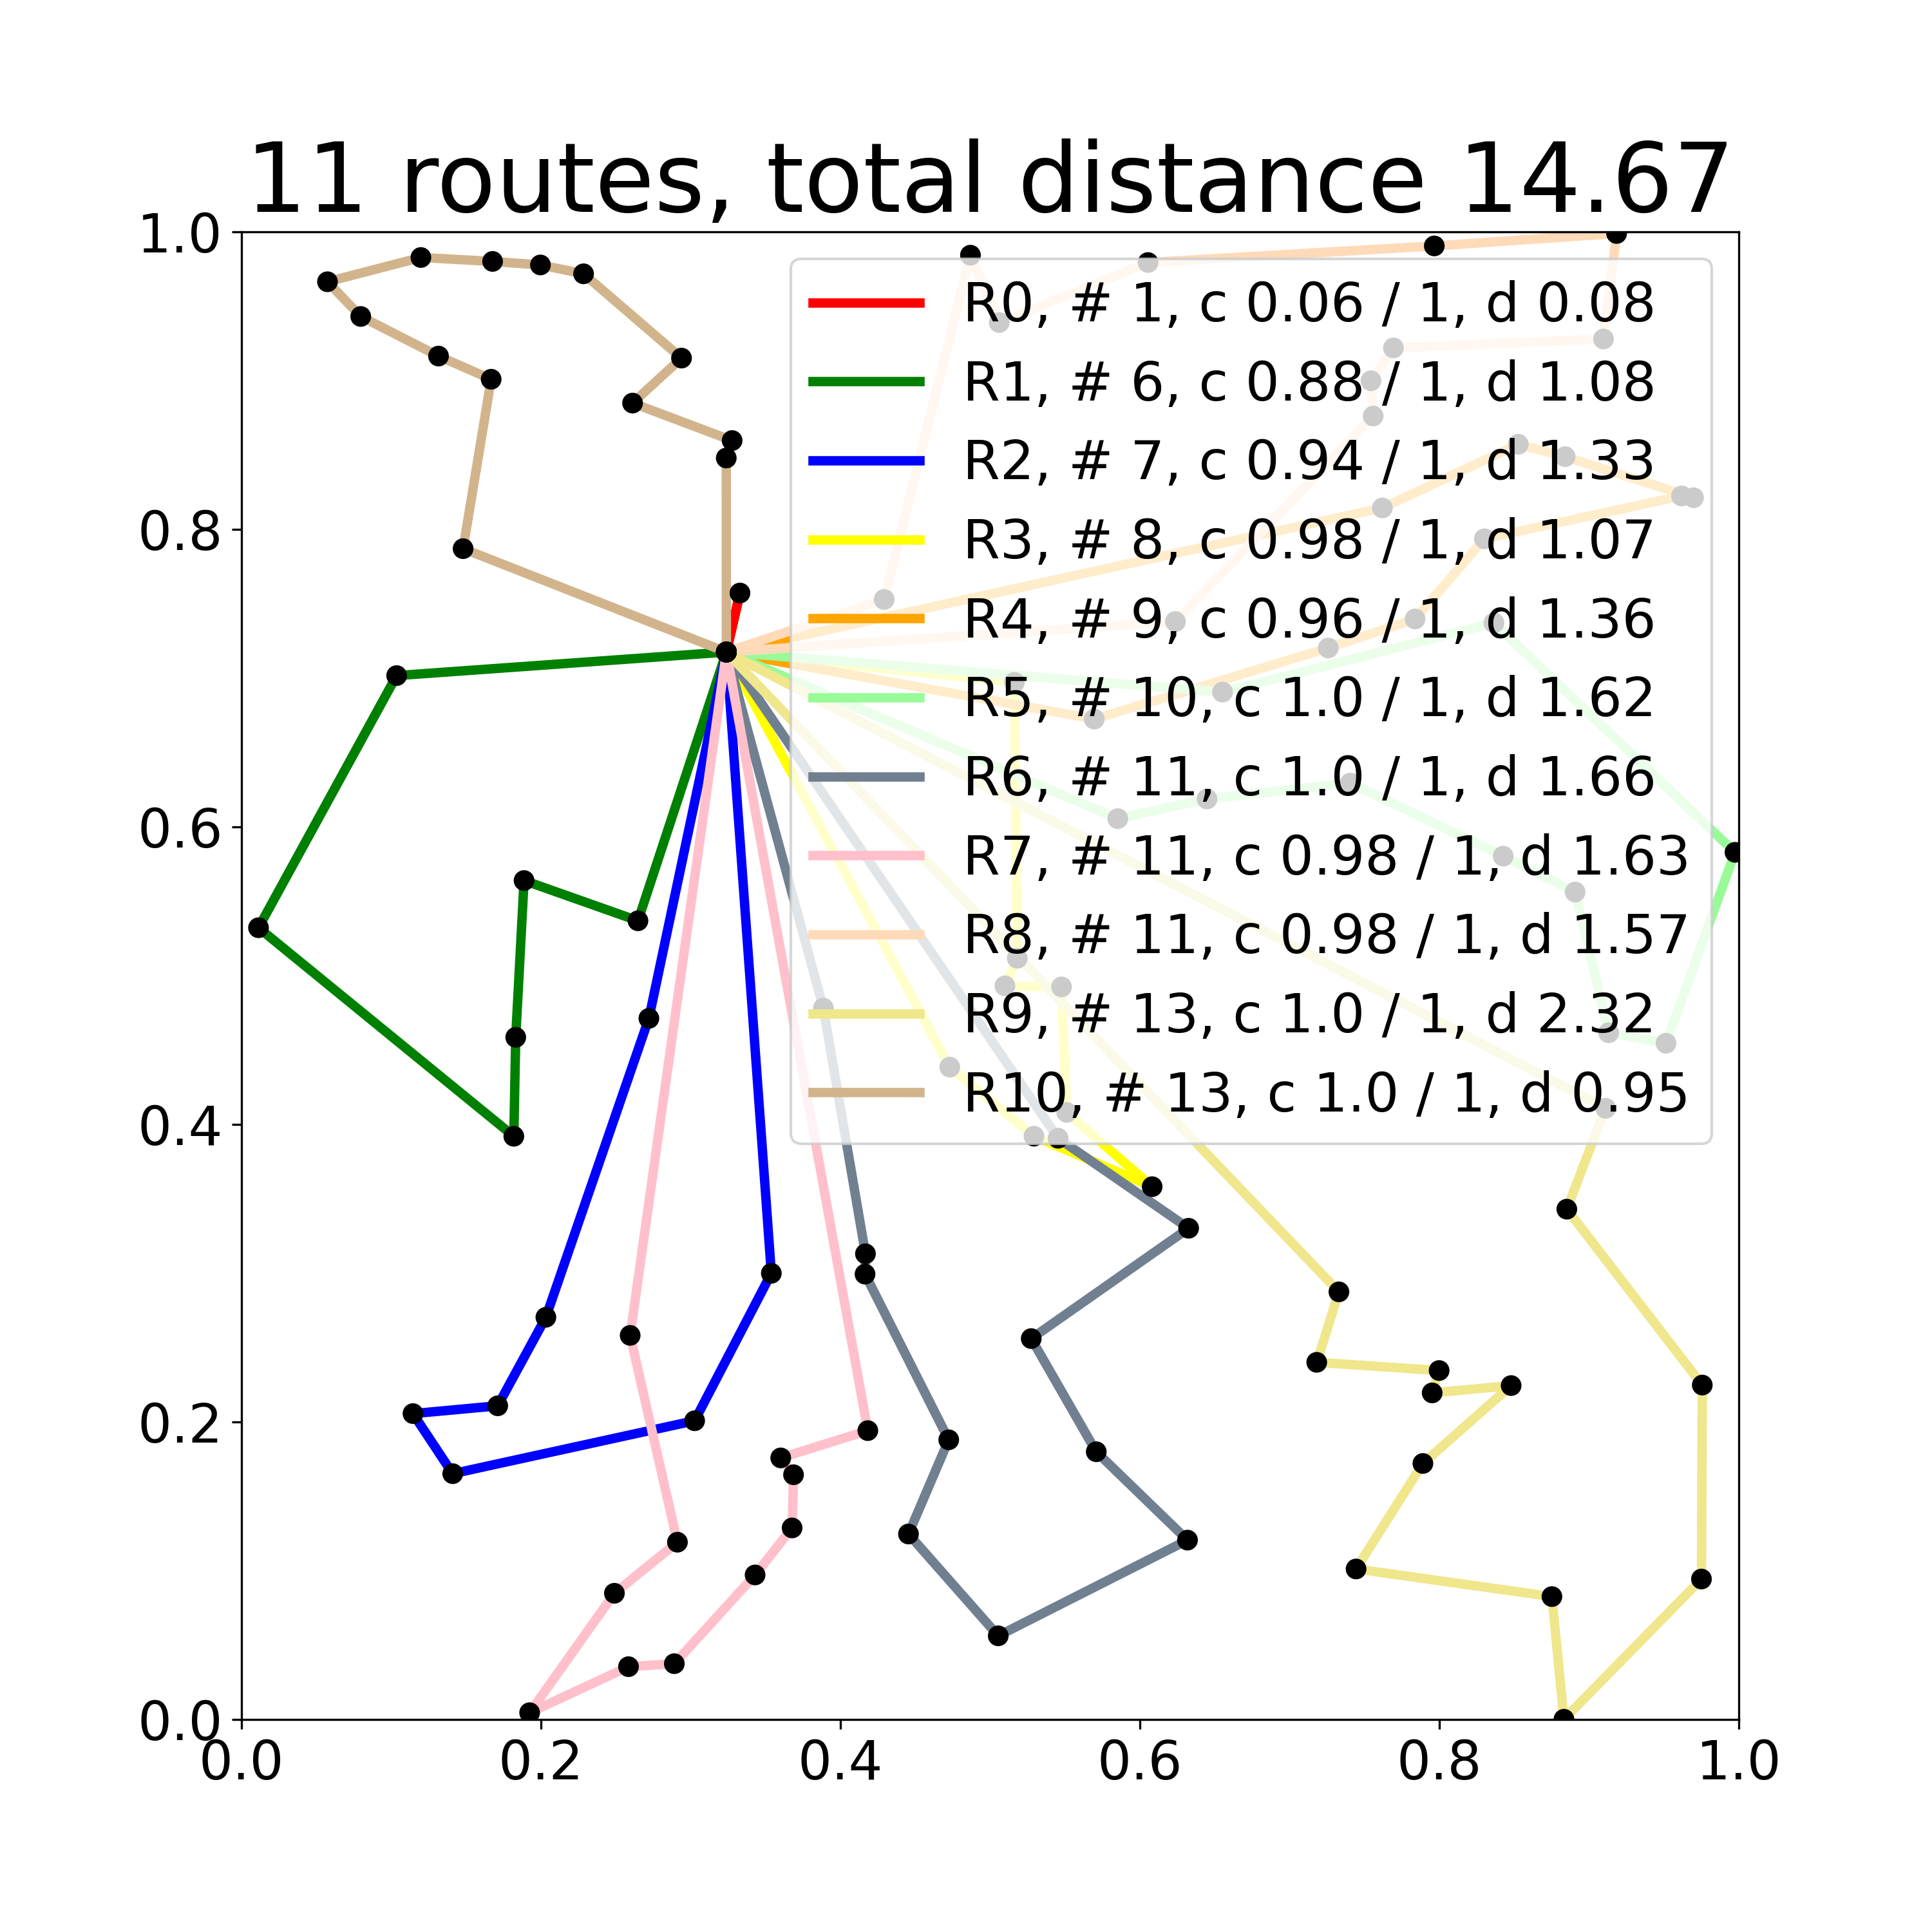 11 routes, total distance 14.67
1.0
0.8
0.6
0.4
0.2
0.0
0.0 0.2 0.4 0.6 0.8 1.0
R0, # 1, c 0.06 / 1, d 0.08
R1, # 6, c 0.88 / 1, d 1.08
R2, # 7, c 0.94 / 1, d 1.33
R3, # 8, c 0.98 / 1, d 1.07
R4, # 9, c 0.96 / 1, d 1.36
R5, # 10, c 1.0 / 1, d 1.62
R6, # 11, c 1.0 / 1, d 1.66
R7, # 11, c 0.98 / 1, d 1.63
R8, # 11, c 0.98 / 1, d 1.57
R9, # 13, c 1.0 / 1, d 2.32
R10, # 13, c 1.0 / 1, d 0.95